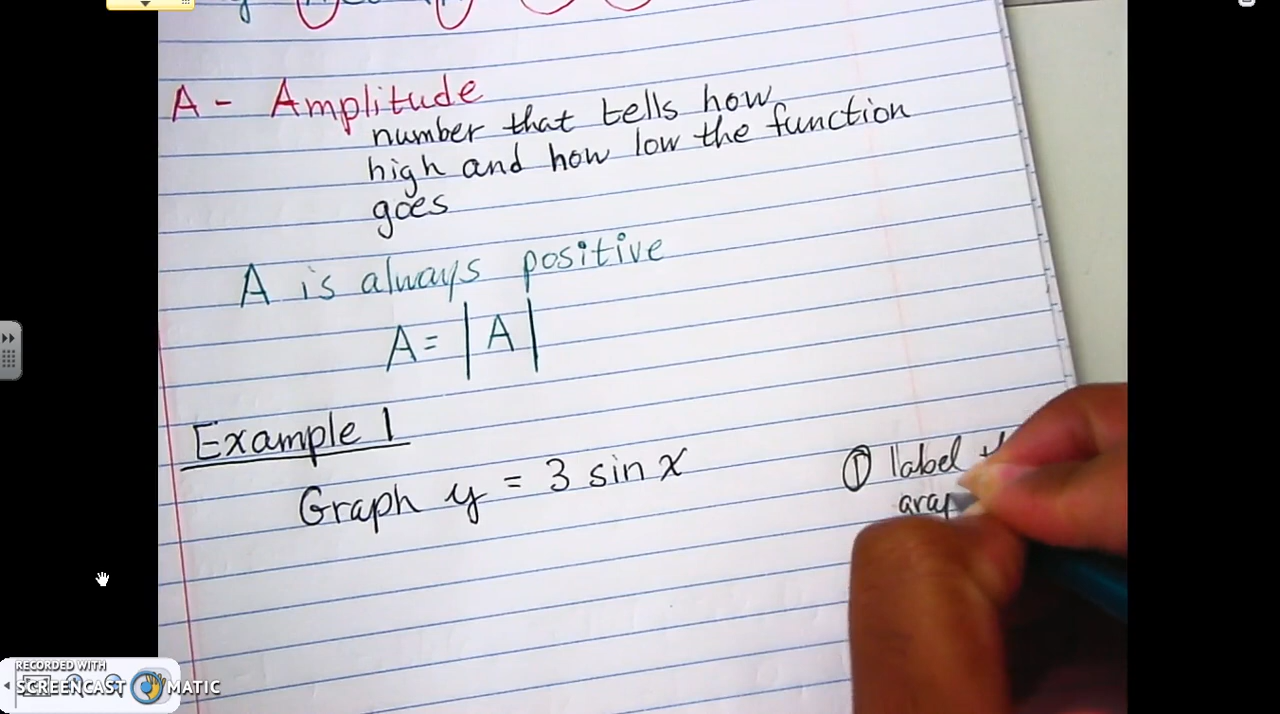 A - Amplitude
number that tells how
high and how low the function
goes
A is always positive
A = |A|
Example 1
Graph y = 3 sin x
① label
RECORDED WITH
SCREENCAST MATIC